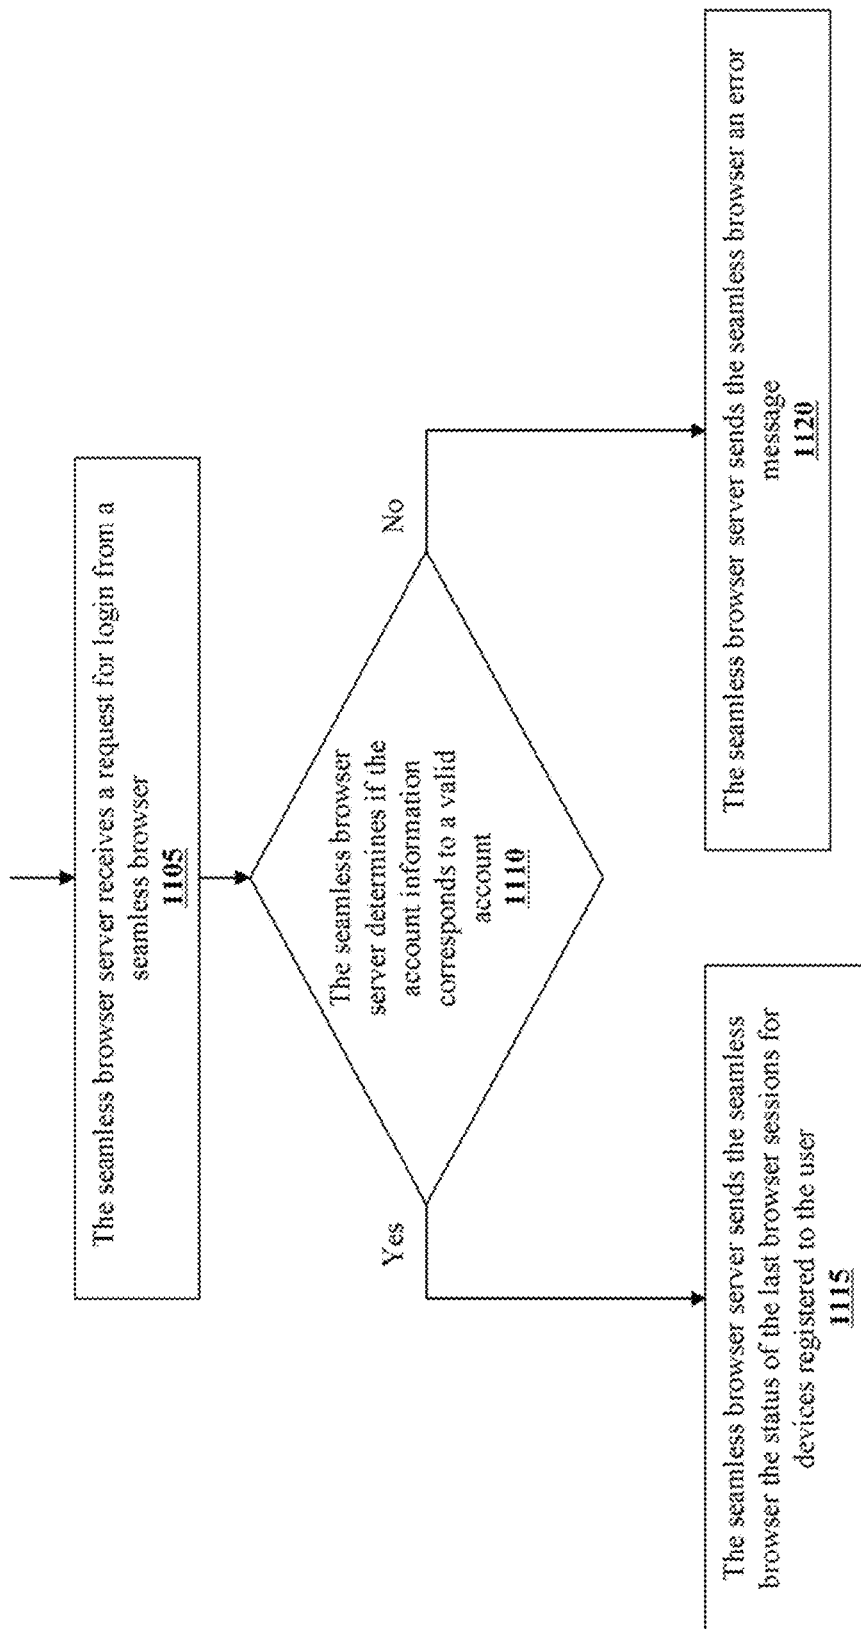 The seamless browser server receives a request for login from a
seamless browser
1105
The seamless browser
server determines if the
account information
corresponds to a valid
account
1110
Yes
No
The seamless browser server sends the seamless
browser the status of the last browser sessions for
devices registered to the user
1115
The seamless browser server sends the seamless browser an error
message
1120